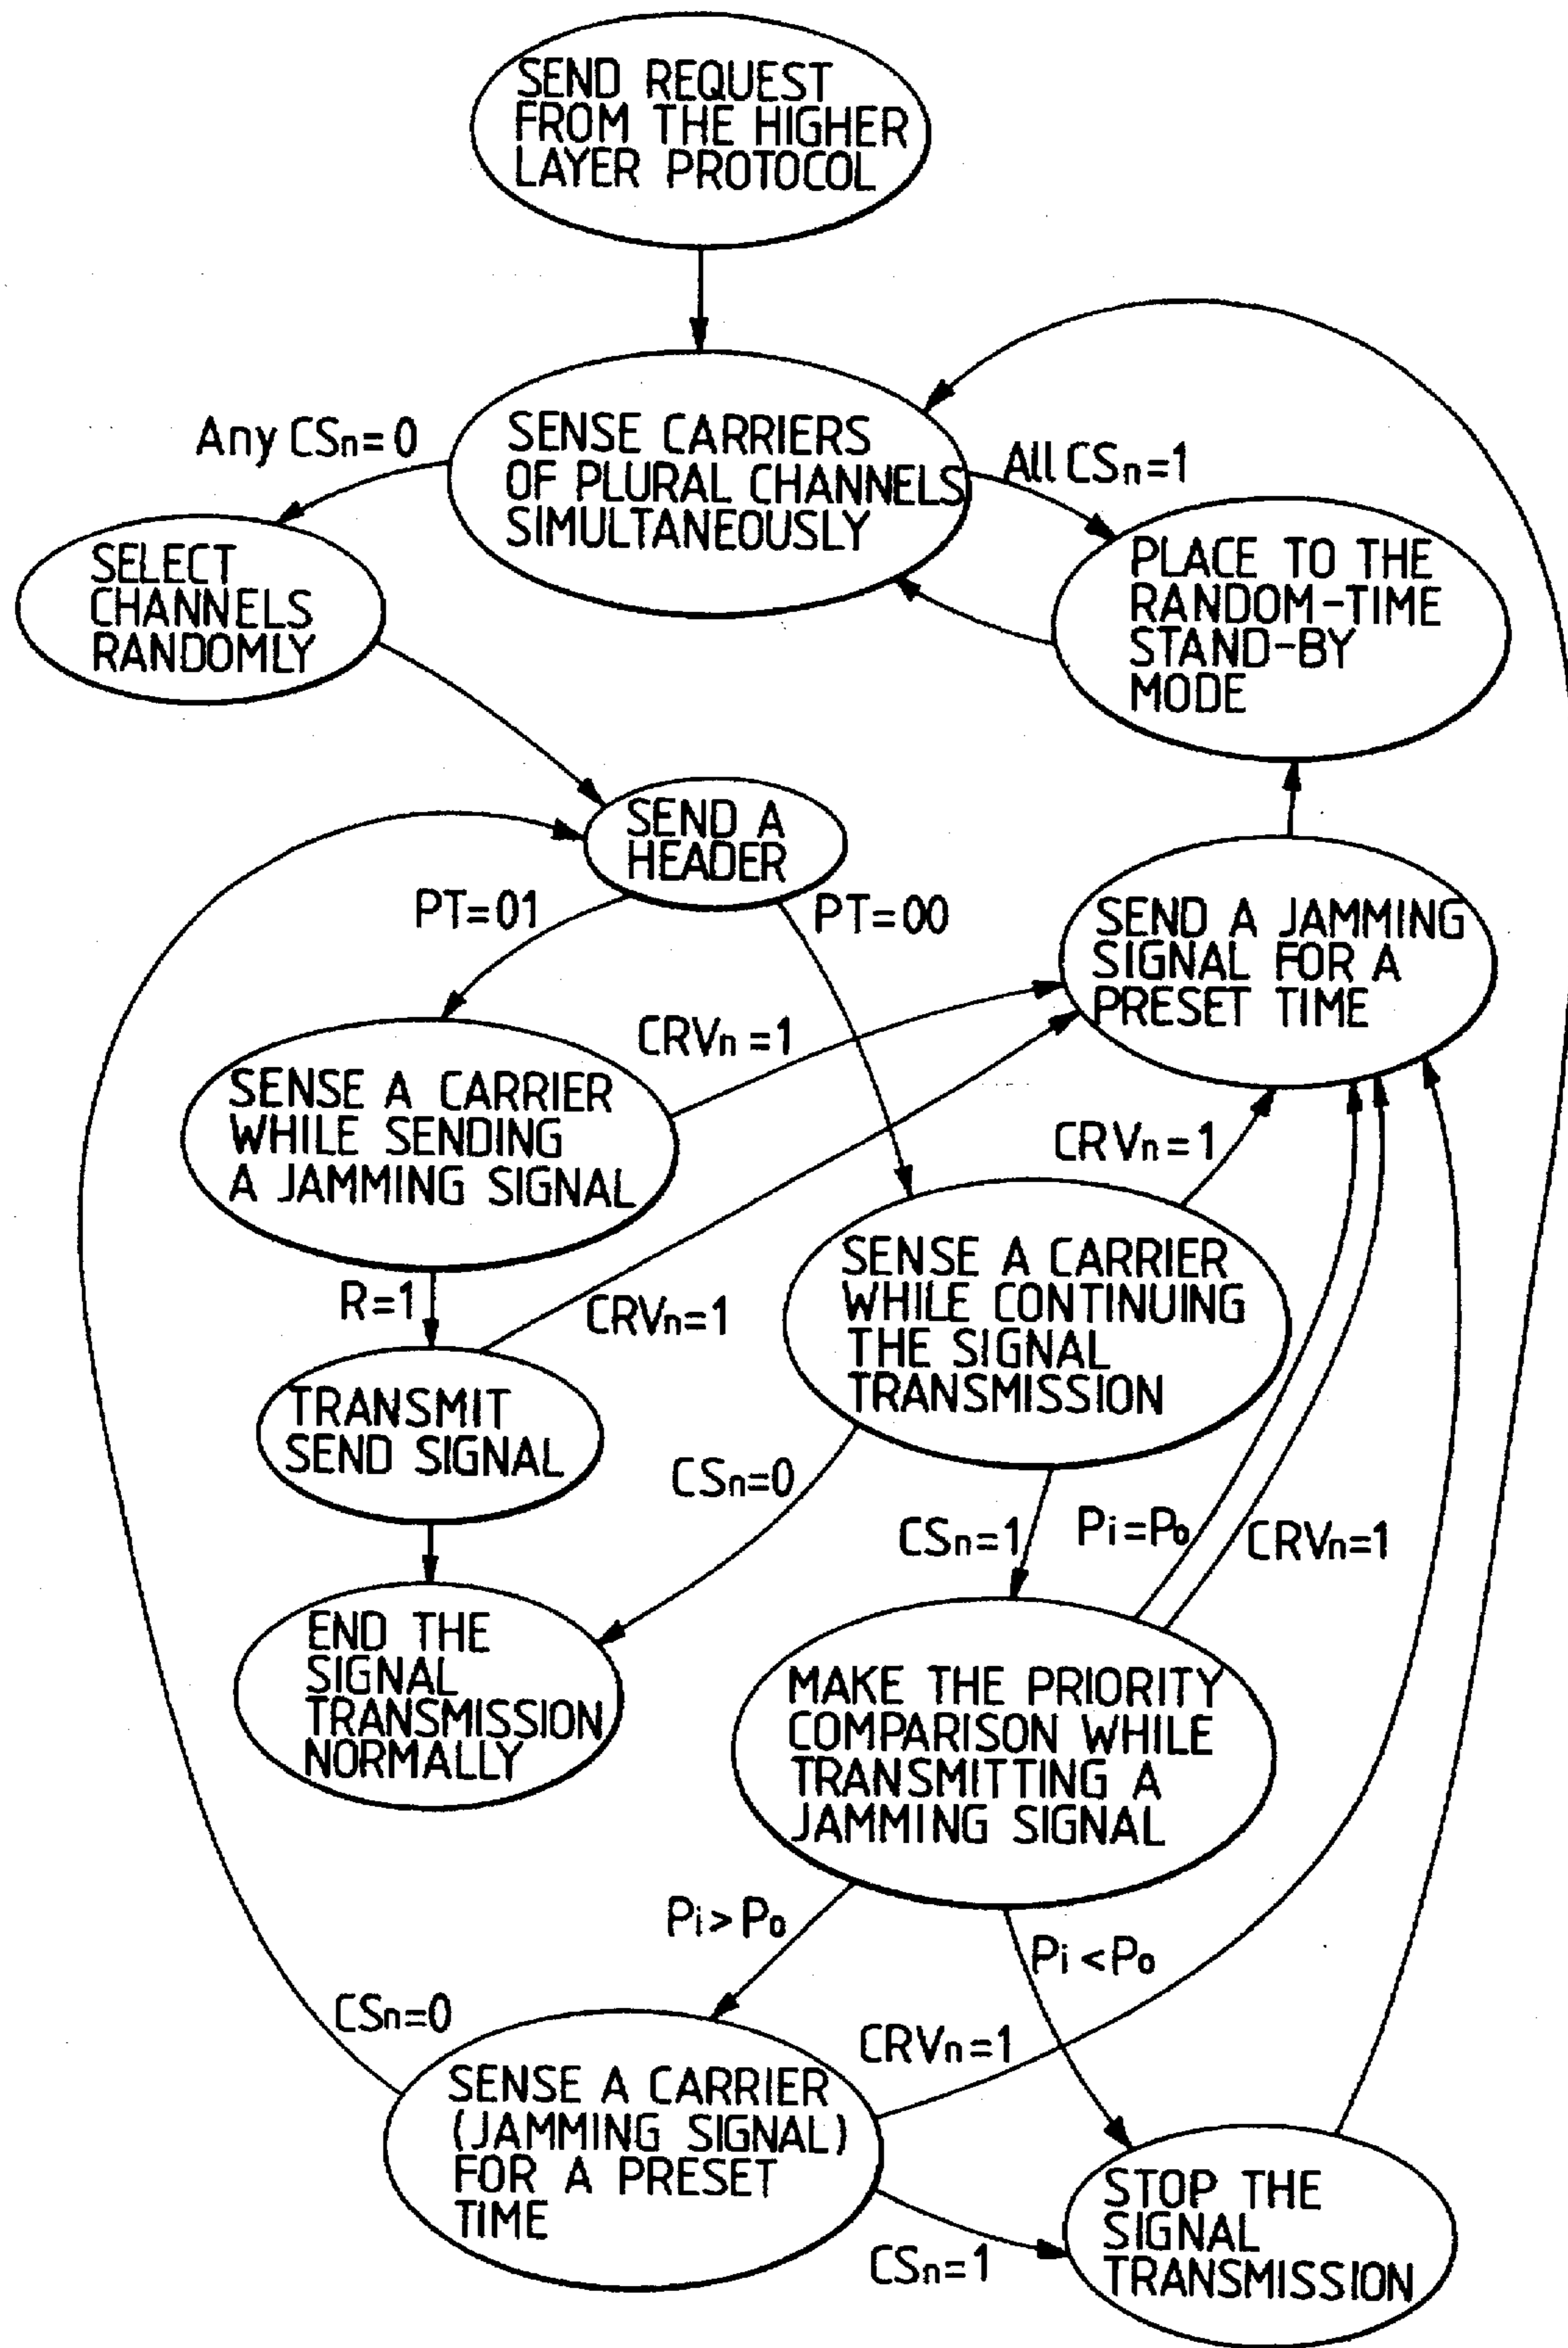 SEND REQUEST
FROM THE HIGHER
LAYER PROTOCOL
Any CSn=0
SENSE CARRIERS
OF PLURAL CHANNELS
SIMULTANEOUSLY
All CSn=1
SELECT
CHANNELS
RANDOMLY
PLACE TO THE
RANDOM-TIME
STAND-BY
MODE
SEND A
HEADER
PT=01
PT=00
SEND A JAMMING
SIGNAL FOR A
PRESET TIME
CRVn=1
SENSE A CARRIER
WHILE SENDING
A JAMMING SIGNAL
CRVn=1
R=1
CRVn=1
SENSE A CARRIER
WHILE CONTINUING
THE SIGNAL
TRANSMISSION
TRANSMIT
SEND SIGNAL
CSn=0
CSn=1
Pi=Po
CRVn=1
END THE
SIGNAL
TRANSMISSION
NORMALLY
MAKE THE PRIORITY
COMPARISON WHILE
TRANSMITTING A
JAMMING SIGNAL
Pi>Po
Pi<Po
CSn=0
CRVn=1
SENSE A CARRIER
(JAMMING SIGNAL)
FOR A PRESET
TIME
CSn=1
STOP THE
SIGNAL
TRANSMISSION